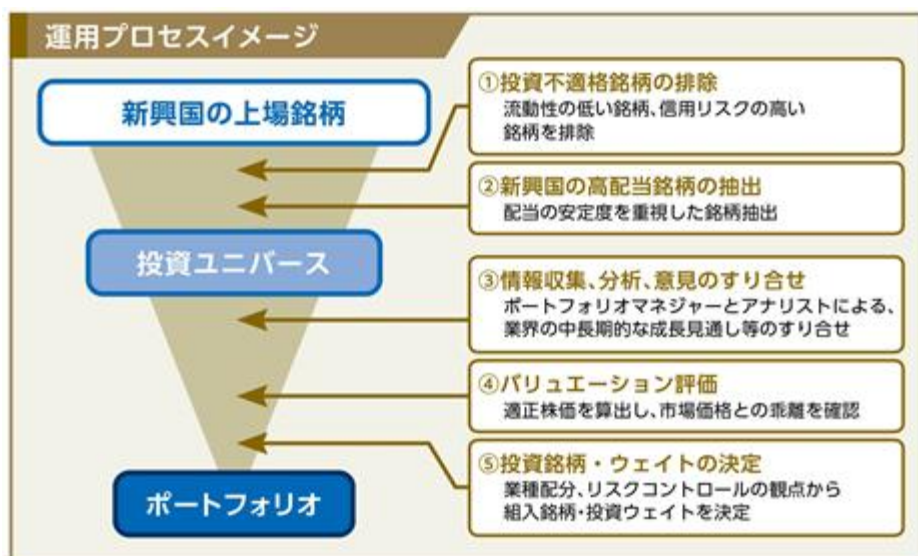 運用プロセスイメージ
新興国の上場銘柄
①投資不適格銘柄の排除
流動性の低い銘柄、信用リスクの高い
銘柄を排除
②新興国の高配当銘柄の抽出
配当の安定度を重視した銘柄抽出
投資ユニバース
③情報収集、分析、意見のすり合せ
ポートフォリオマネジャーとアナリストによる、
業界の中長期的な成長見通し等のすり合せ
④バリュエーション評価
適正株価を算出し、市場価格との乖離を確認
⑤投資銘柄・ウェイトの決定
業種配分、リスクコントロールの観点から
組入銘柄・投資ウェイトを決定
ポートフォリオ